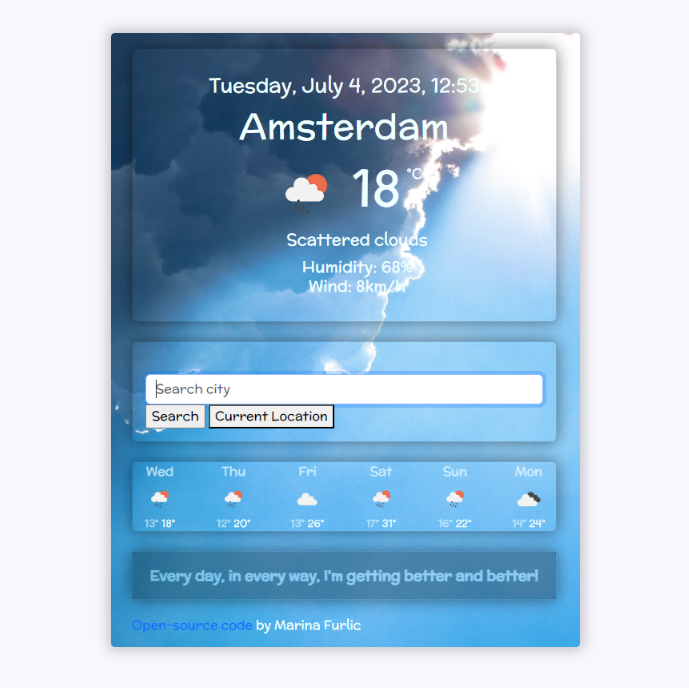 Tuesday, July 4, 2023, 12:53
Amsterdam
18 °C
Scattered clouds
Humidity: 68%
Wind: 8km/h
Search city
Search Current Location
Wed Thu Fri Sat Sun Mon
13° 18° 12° 20° 13° 26° 17° 31° 16° 22° 14° 24°
Every day, in every way, I'm getting better and better!
Open-source code by Marina Furlic